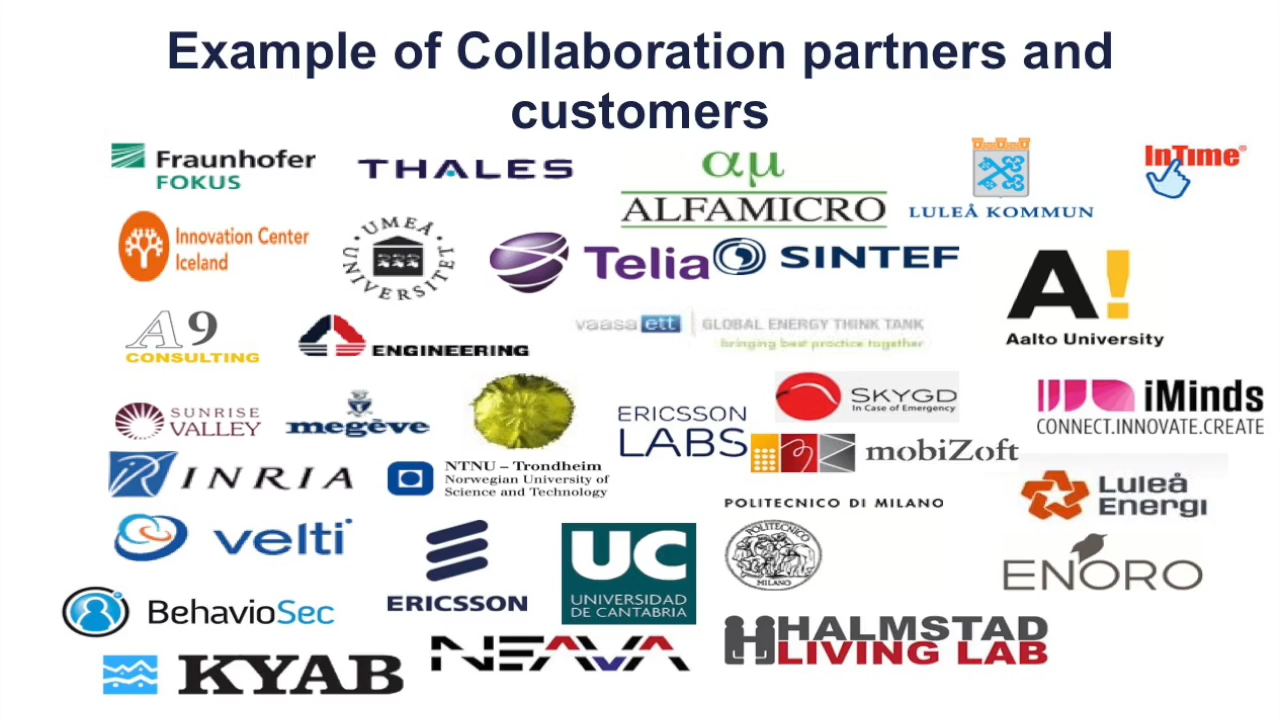 Example of Collaboration partners and
customers
Fraunhofer
FOKUS
THALES
αμ
ALFAMICRO
LULEÅ KOMMUN
InTime®
Innovation Center
Iceland
UMEÅ UNIVERSITET
Telia
SINTEF
A!
Aalto University
A9
CONSULTING
ENGINEERING
vaasa ett
GLOBAL ENERGY THINK TANK
bringing best practice together
SUNRISE
VALLEY
megève
ERICSSON
LABS
SKYGD
In Case of Emergency
iMinds
CONNECT.INNOVATE.CREATE
mobiZoft
INRIA
NTNU – Trondheim
Norwegian University of
Science and Technology
POLITECNICO DI MILANO
POLITECNICO
MILANO
Luleå
Energi
velti
ERICSSON
UC
UNIVERSIDAD
DE CANTABRIA
ENORO
BehavioSec
NEAVA
HALMSTAD
LIVING LAB
KYAB